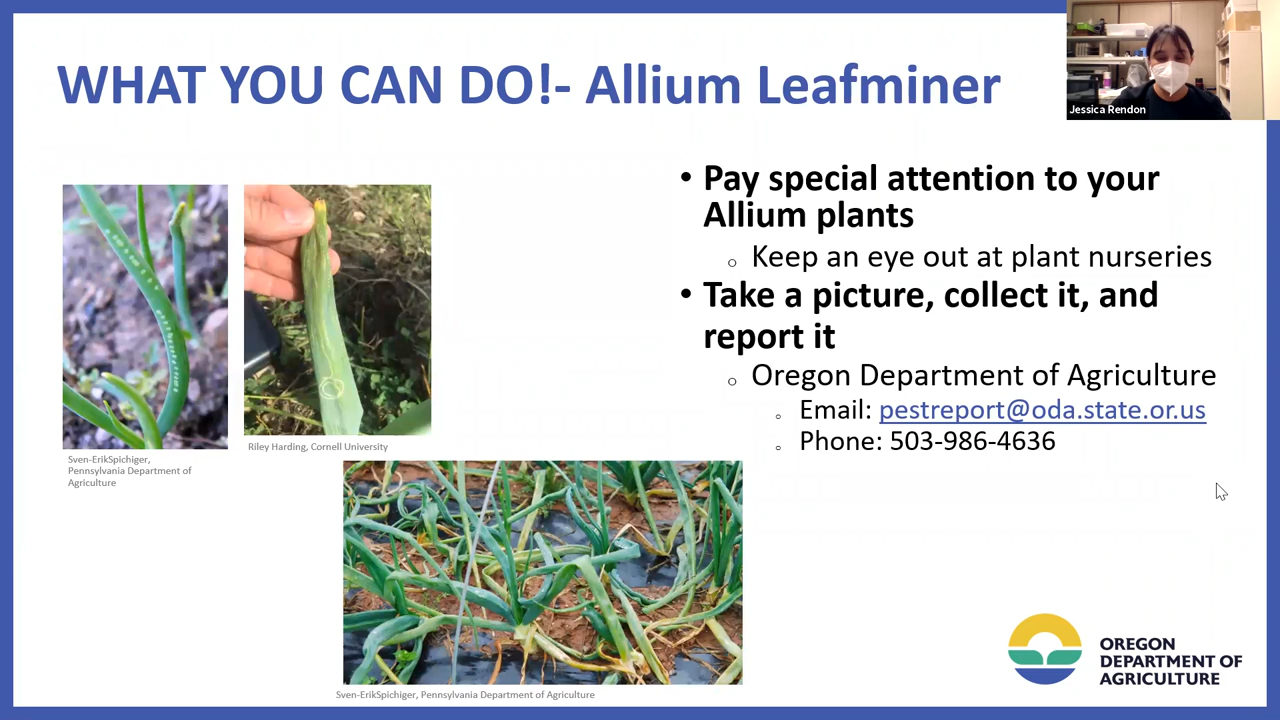 WHAT YOU CAN DO!- Allium Leafminer
Jessica Rendon
• Pay special attention to your
Allium plants
o Keep an eye out at plant nurseries
• Take a picture, collect it, and
report it
o Oregon Department of Agriculture
o Email: pestreport@oda.state.or.us
o Phone: 503-986-4636
Sven-ErikSpichiger,
Pennsylvania Department of
Agriculture
Riley Harding, Cornell University
Sven-ErikSpichiger, Pennsylvania Department of Agriculture
OREGON
DEPARTMENT OF
AGRICULTURE